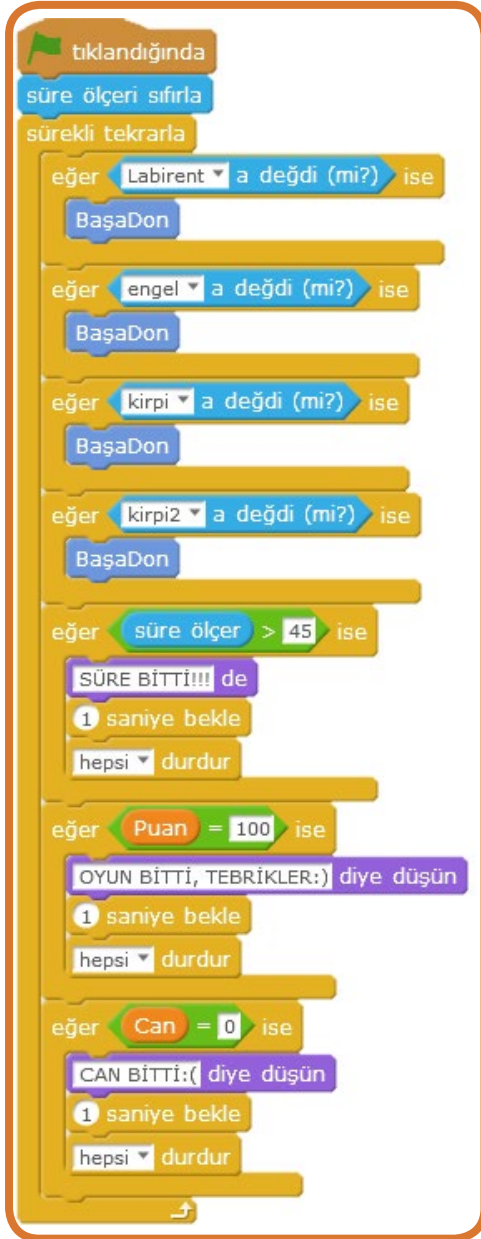 tıklandığında
süre ölçeri sıfırla
sürekli tekrarla
eğer Labirent a değdi (mi?) ise
BaşaDon
eğer engel a değdi (mi?) ise
BaşaDon
eğer kirpi a değdi (mi?) ise
BaşaDon
eğer kirpi2 a değdi (mi?) ise
BaşaDon
eğer süre ölçer > 45 ise
SÜRE BİTTİ!!! de
1 saniye bekle
hepsi durdur
eğer Puan = 100 ise
OYUN BİTTİ, TEBRİKLER:) diye düşün
1 saniye bekle
hepsi durdur
eğer Can = 0 ise
CAN BİTTİ:( diye düşün
1 saniye bekle
hepsi durdur